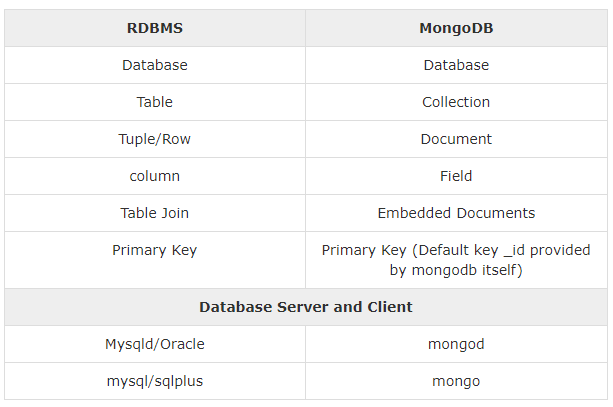 RDBMS MongoDB
Database Database
Table Collection
Tuple/Row Document
column Field
Table Join Embedded Documents
Primary Key Primary Key (Default key _id provided
by mongodb itself)
Database Server and Client
Mysqld/Oracle mongod
mysql/sqlplus mongo